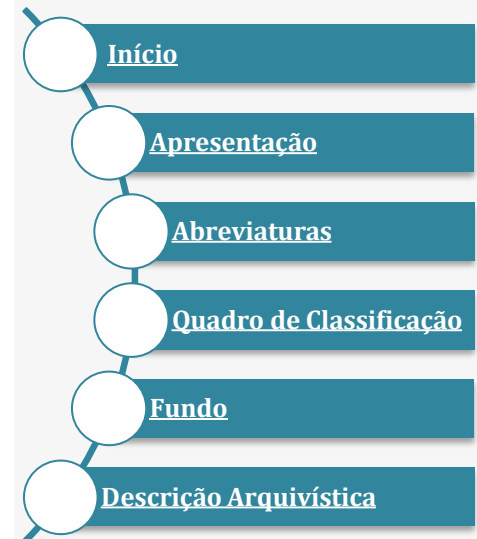 Início
Apresentação
Abreviaturas
Quadro de Classificação
Fundo
Descrição Arquivística